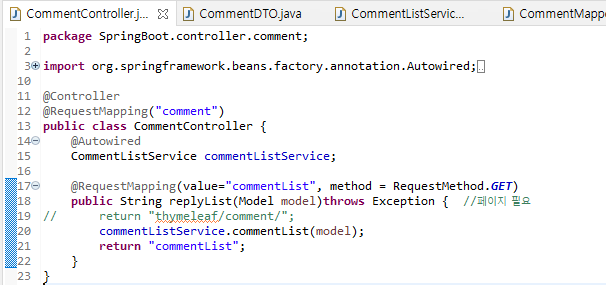 CommentController.j... CommentDTO.java CommentListServic... CommentMapp
1 package SpringBoot.controller.comment;
2
3 import org.springframework.beans.factory.annotation.Autowired;
10
11 @Controller
12 @RequestMapping("comment")
13 public class CommentController {
14 @Autowired
15 CommentListService commentListService;
16
17 @RequestMapping(value="commentList", method = RequestMethod.GET)
18 public String replyList(Model model)throws Exception { //페이지 필요
19 // return "thymeleaf/comment/";
20 commentListService.commentList(model);
21 return "commentList";
22 }
23 }